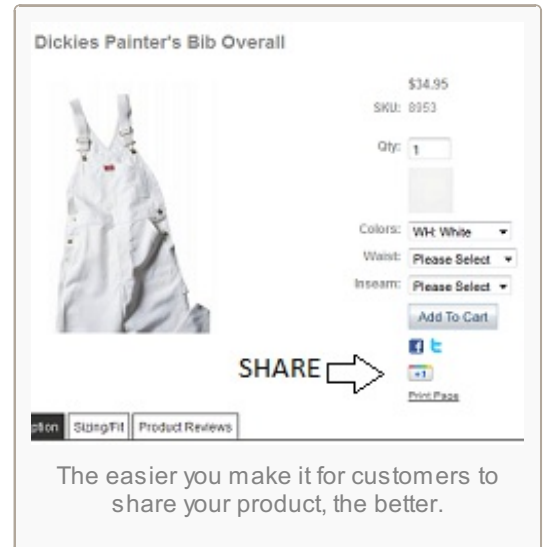 Dickies Painter's Bib Overall
$34.95
SKU: 8953
Qty: 1
Colors: WH: White
Waist: Please Select
Inseam: Please Select
Add To Cart
SHARE
+1
Print Page
ption Sizing/Fit Product Reviews
The easier you make it for customers to
share your product, the better.